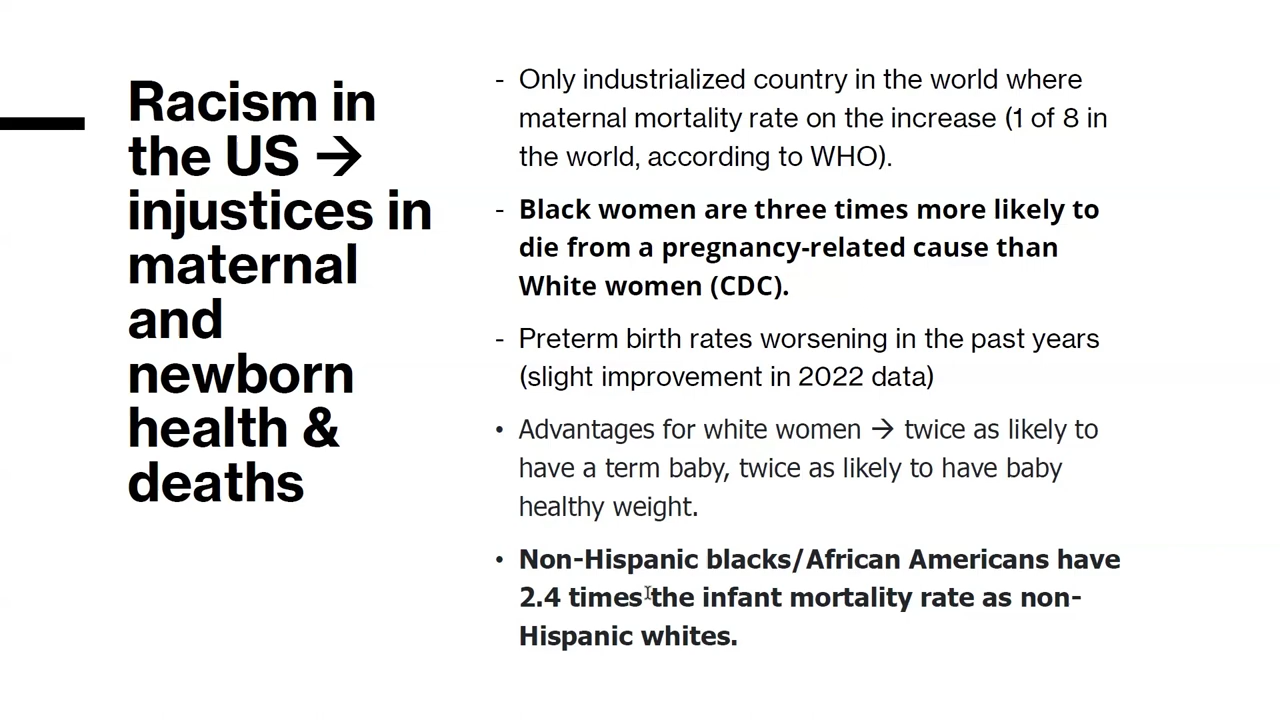 Racism in
the US →
injustices in
maternal
and
newborn
health &
deaths
- Only industrialized country in the world where
maternal mortality rate on the increase (1 of 8 in
the world, according to WHO).
- Black women are three times more likely to
die from a pregnancy-related cause than
White women (CDC).
- Preterm birth rates worsening in the past years
(slight improvement in 2022 data)
• Advantages for white women → twice as likely to
have a term baby, twice as likely to have baby
healthy weight.
• Non-Hispanic blacks/African Americans have
2.4 times the infant mortality rate as non-
Hispanic whites.